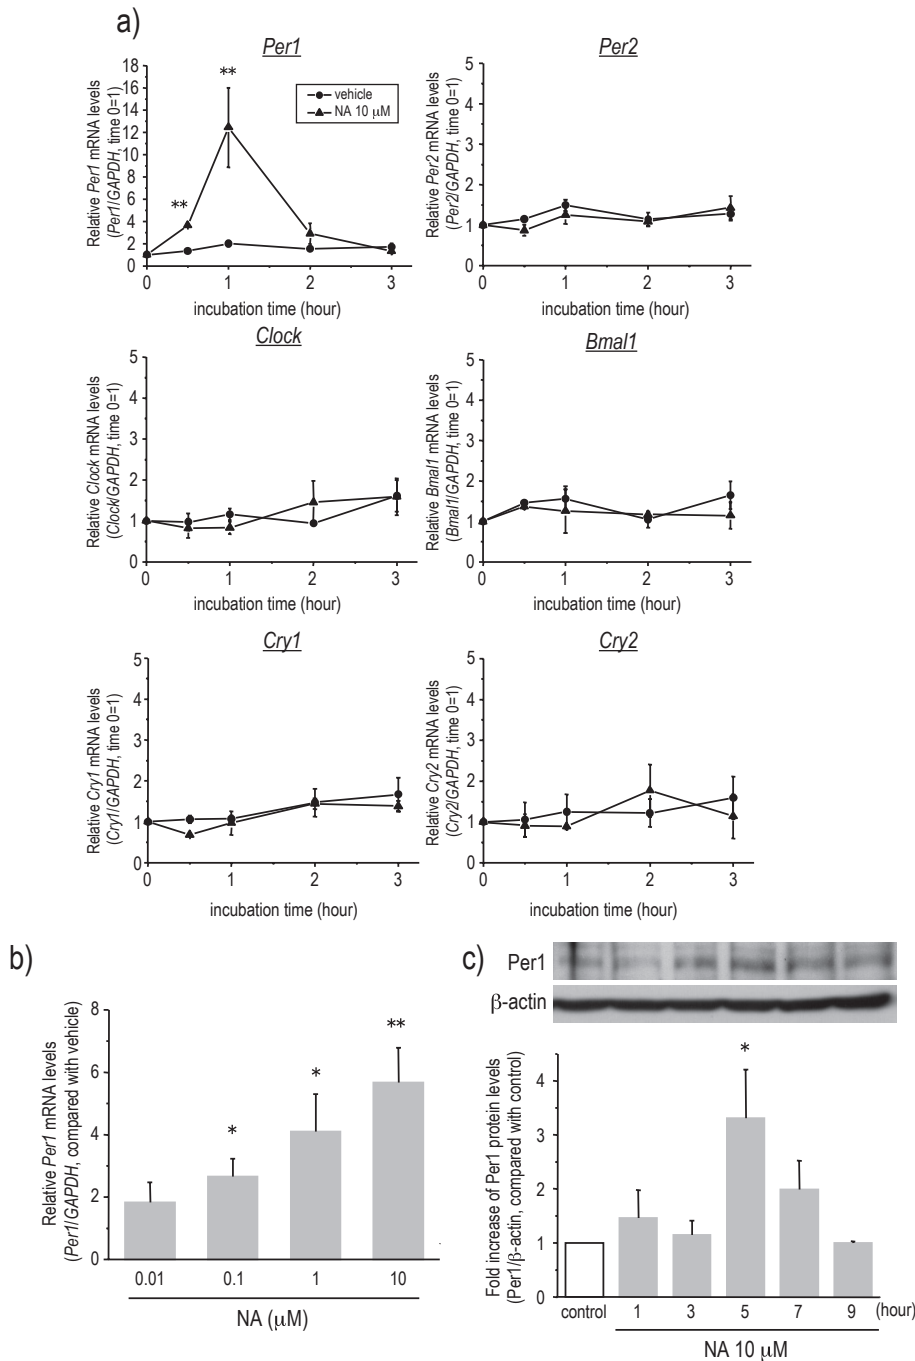 a)
Per1
Relative Per1 mRNA levels
(Per1/GAPDH, time 0=1)
18
16
14
12
10
8
6
4
2
0
**
**
vehicle
NA 10 μM
0 1 2 3
incubation time (hour)
Per2
Relative Per2 mRNA levels
(Per2/GAPDH, time 0=1)
5
4
3
2
1
0
0 1 2 3
incubation time (hour)
Clock
Relative Clock mRNA levels
(Clock/GAPDH, time 0=1)
5
4
3
2
1
0
0 1 2 3
incubation time (hour)
Bmal1
Relative Bmal1 mRNA levels
(Bmal1/GAPDH, time 0=1)
5
4
3
2
1
0
0 1 2 3
incubation time (hour)
Cry1
Relative Cry1 mRNA levels
(Cry1/GAPDH, time 0=1)
5
4
3
2
1
0
0 1 2 3
incubation time (hour)
Cry2
Relative Cry2 mRNA levels
(Cry2/GAPDH, time 0=1)
5
4
3
2
1
0
0 1 2 3
incubation time (hour)
b)
Relative Per1 mRNA levels
(Per1/GAPDH, compared with vehicle)
8
6
4
2
0
*
*
**
0.01 0.1 1 10
NA (μM)
c)
Per1
β-actin
Fold increase of Per1 protein levels
(Per1/β-actin, compared with control)
4
3
2
1
0
*
control 1 3 5 7 9 (hour)
NA 10 μM